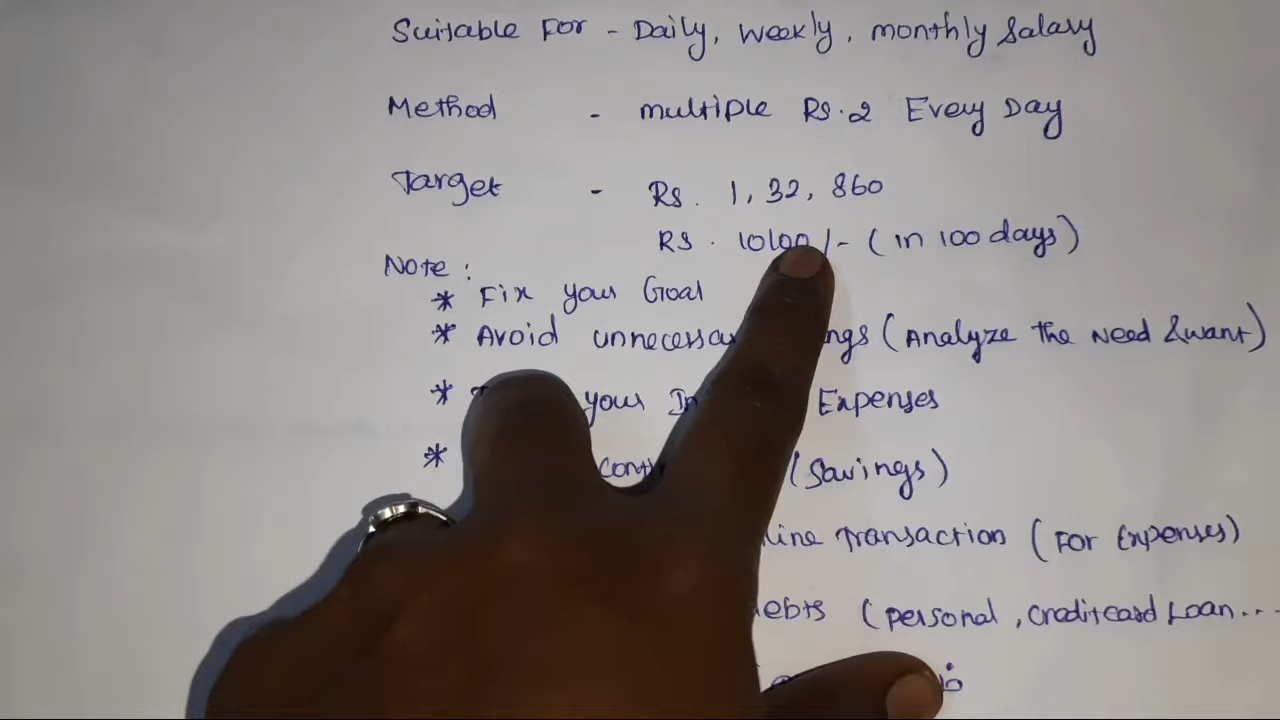 Suitable For - Daily, weekly, monthly Salary
Method - multiple Rs.2 Every Day
Target - Rs. 1,32,860
Rs. 10100/- (in 100 days)
Note:
* Fix your Goal
* Avoid (Analyze the Need & want)
* your Expenses
* (Savings)
Transaction (For Expenses)
(personal, creditcard Loan...